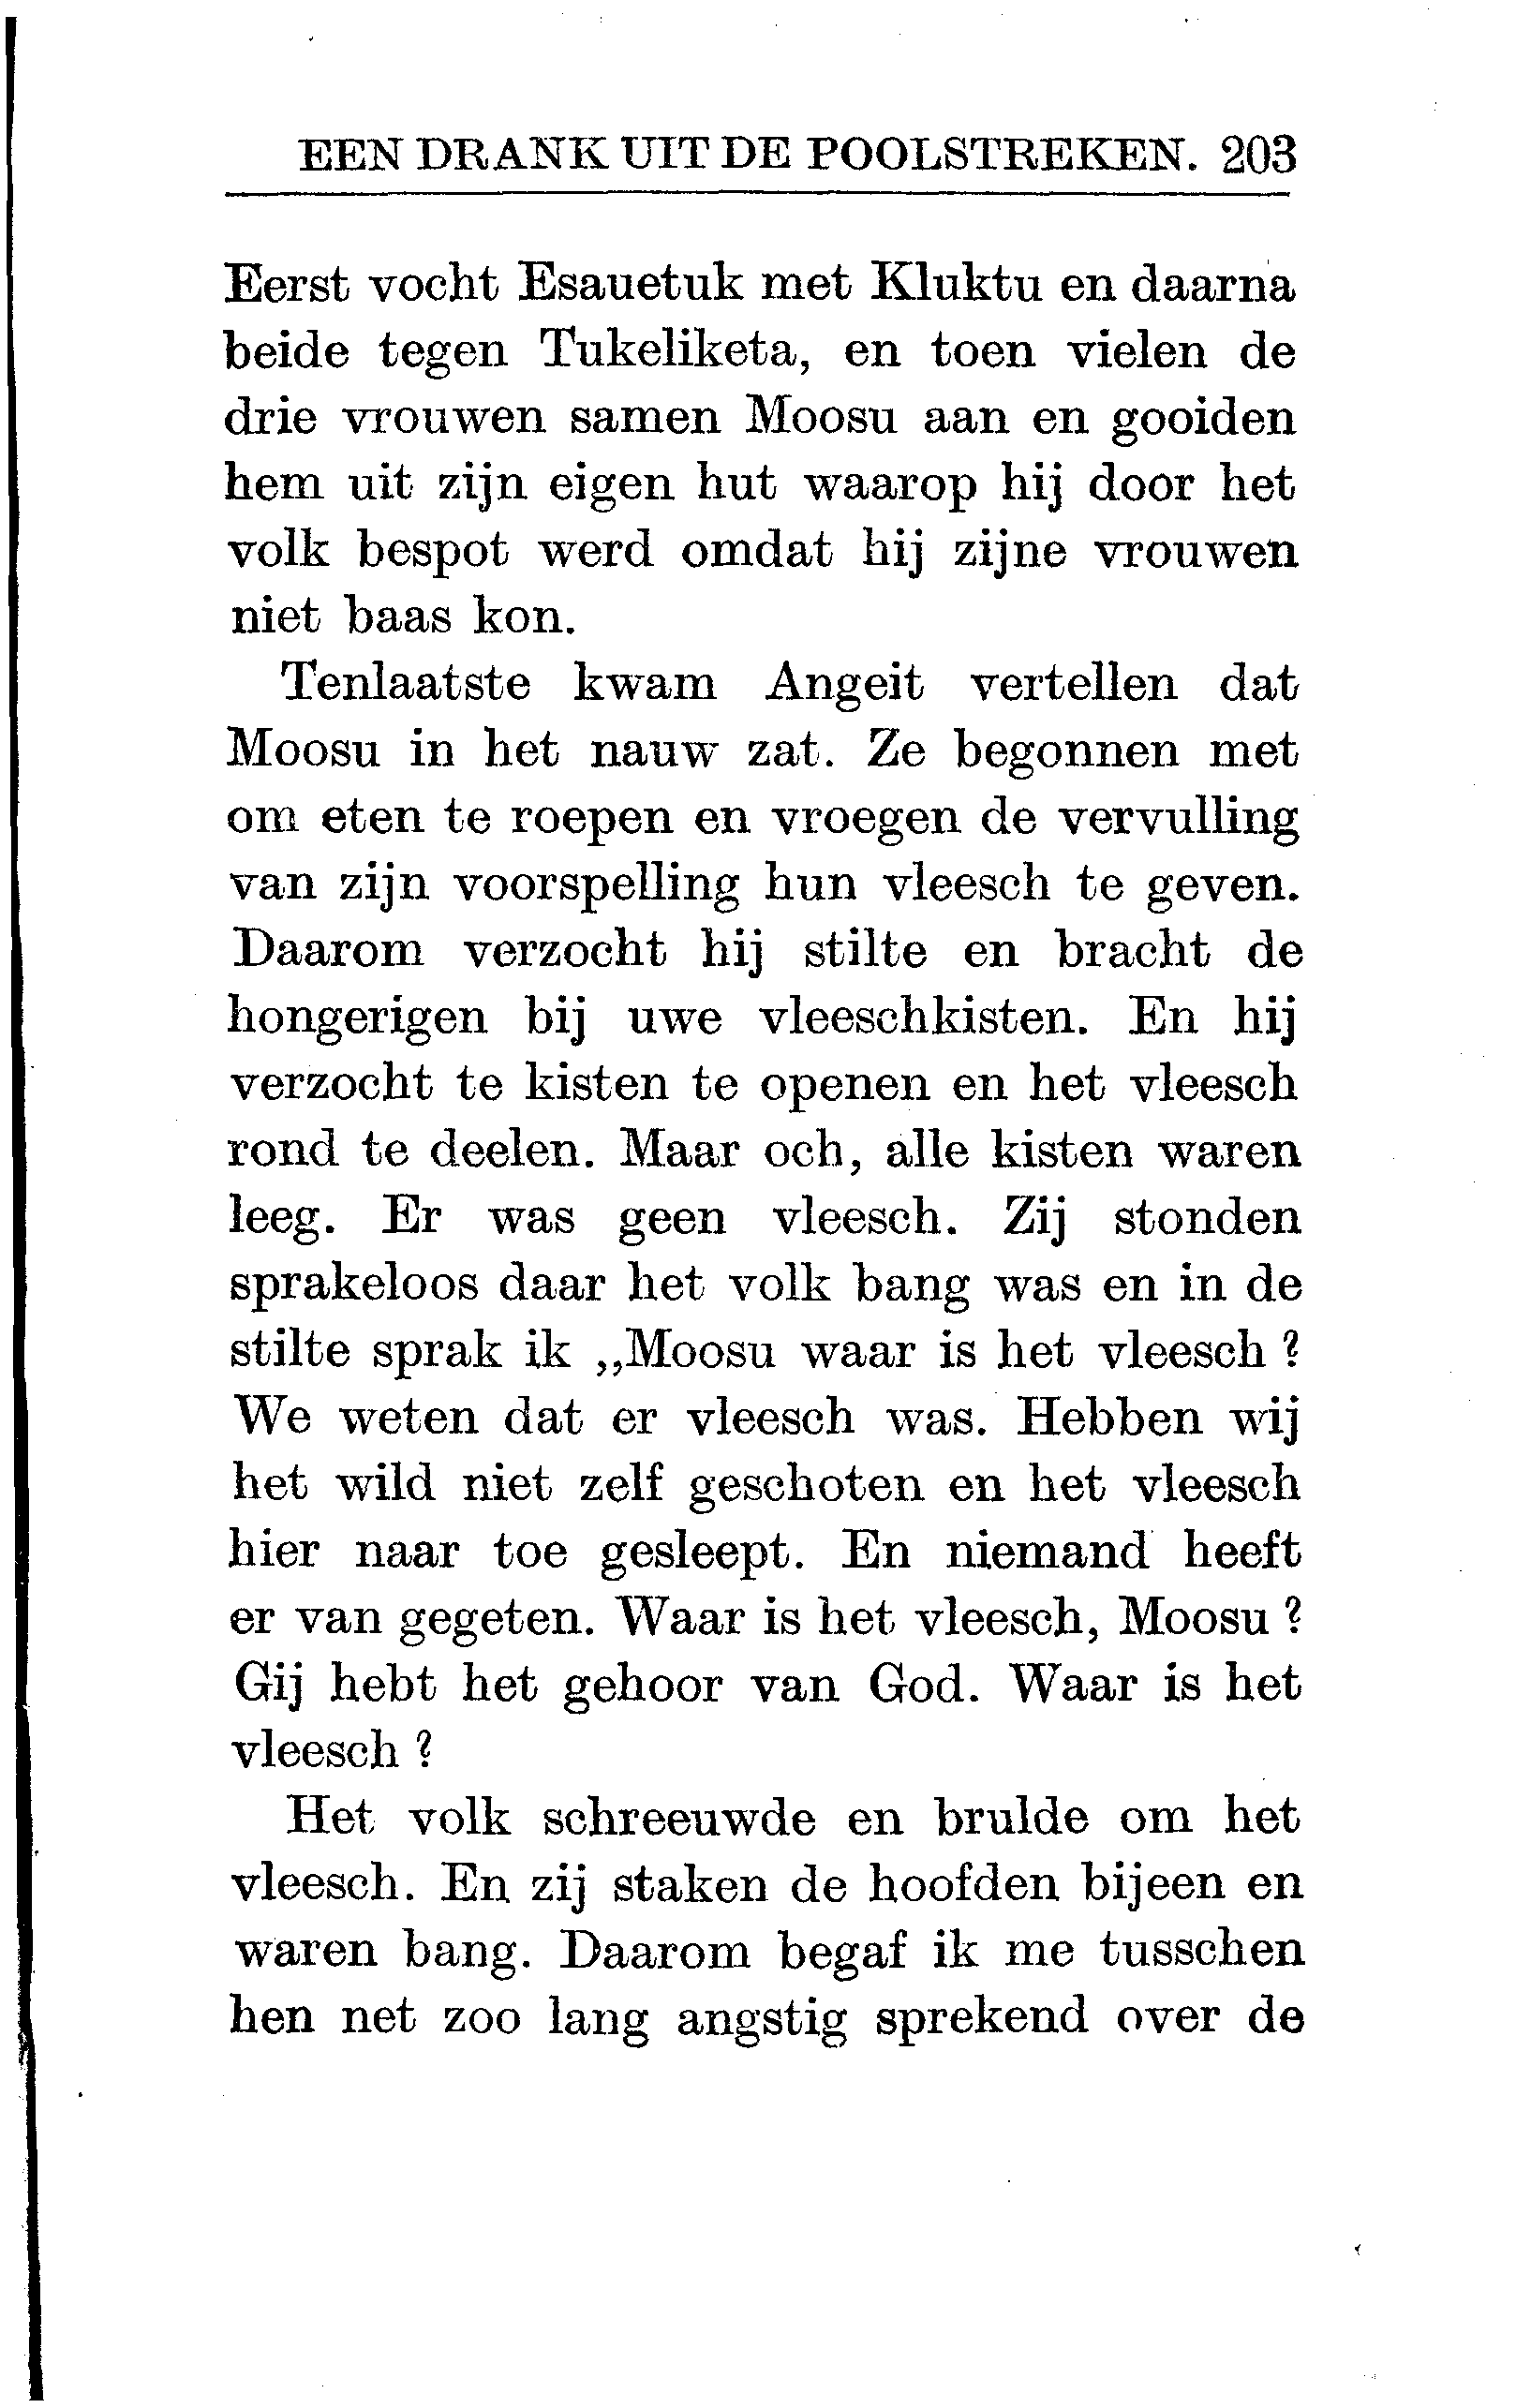 EEN DRANK UIT DE POOLSTREKEN. 203
Eerst vocht Esauetuk met Kluktu en daarna
beide tegen Tukeliketa, en toen vielen de
drie vrouwen samen Moosu aan en gooiden
hem uit zijn eigen hut waarop hij door het
volk bespot werd omdat hij zijne vrouwen
niet baas kon.
Tenlaatste kwam Angeit vertellen dat
Moosu in het nauw zat. Ze begonnen met
om eten te roepen en vroegen de vervulling
van zijn voorspelling hun vleesch te geven.
Daarom verzocht hij stilte en bracht de
hongerigen bij uwe vleeschkisten. En hij
verzocht te kisten te openen en het vleesch
rond te deelen. Maar och, alle kisten waren
leeg. Er was geen vleesch. Zij stonden
sprakeloos daar het volk bang was en in de
stilte sprak ik „Moosu waar is het vleesch ?
We weten dat er vleesch was. Hebben wij
het wild niet zelf geschoten en het vleesch
hier naar toe gesleept. En niemand heeft
er van gegeten. Waar is het vleesch, Moosu ?
Gij hebt het gehoor van God. Waar is het
vleesch ?
Het volk schreeuwde en brulde om het
vleesch. En zij staken de hoofden bijeen en
waren bang. Daarom begaf ik me tusschen
hen net zoo lang angstig sprekend over de